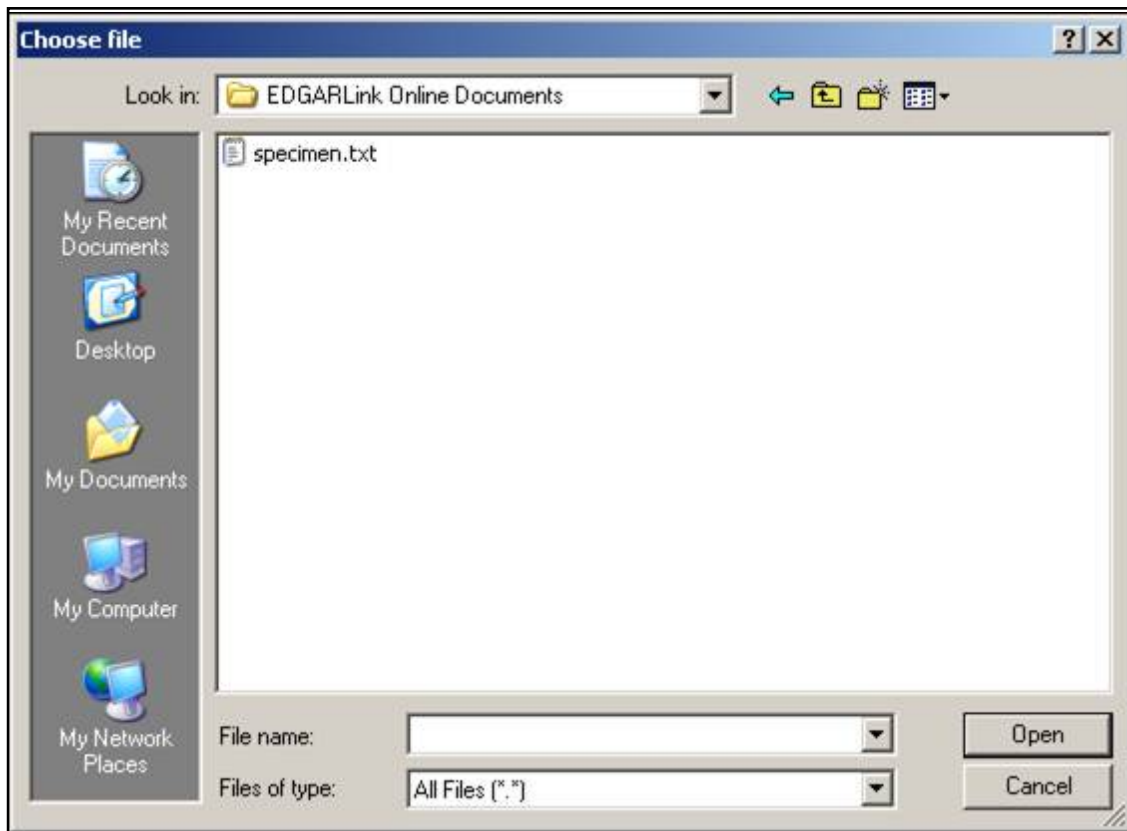 Choose file
Look in: EDGARLink Online Documents
specimen.txt
My Recent
Documents
Desktop
My Documents
My Computer
My Network
Places
File name:
Open
Files of type: All Files (*.*)
Cancel